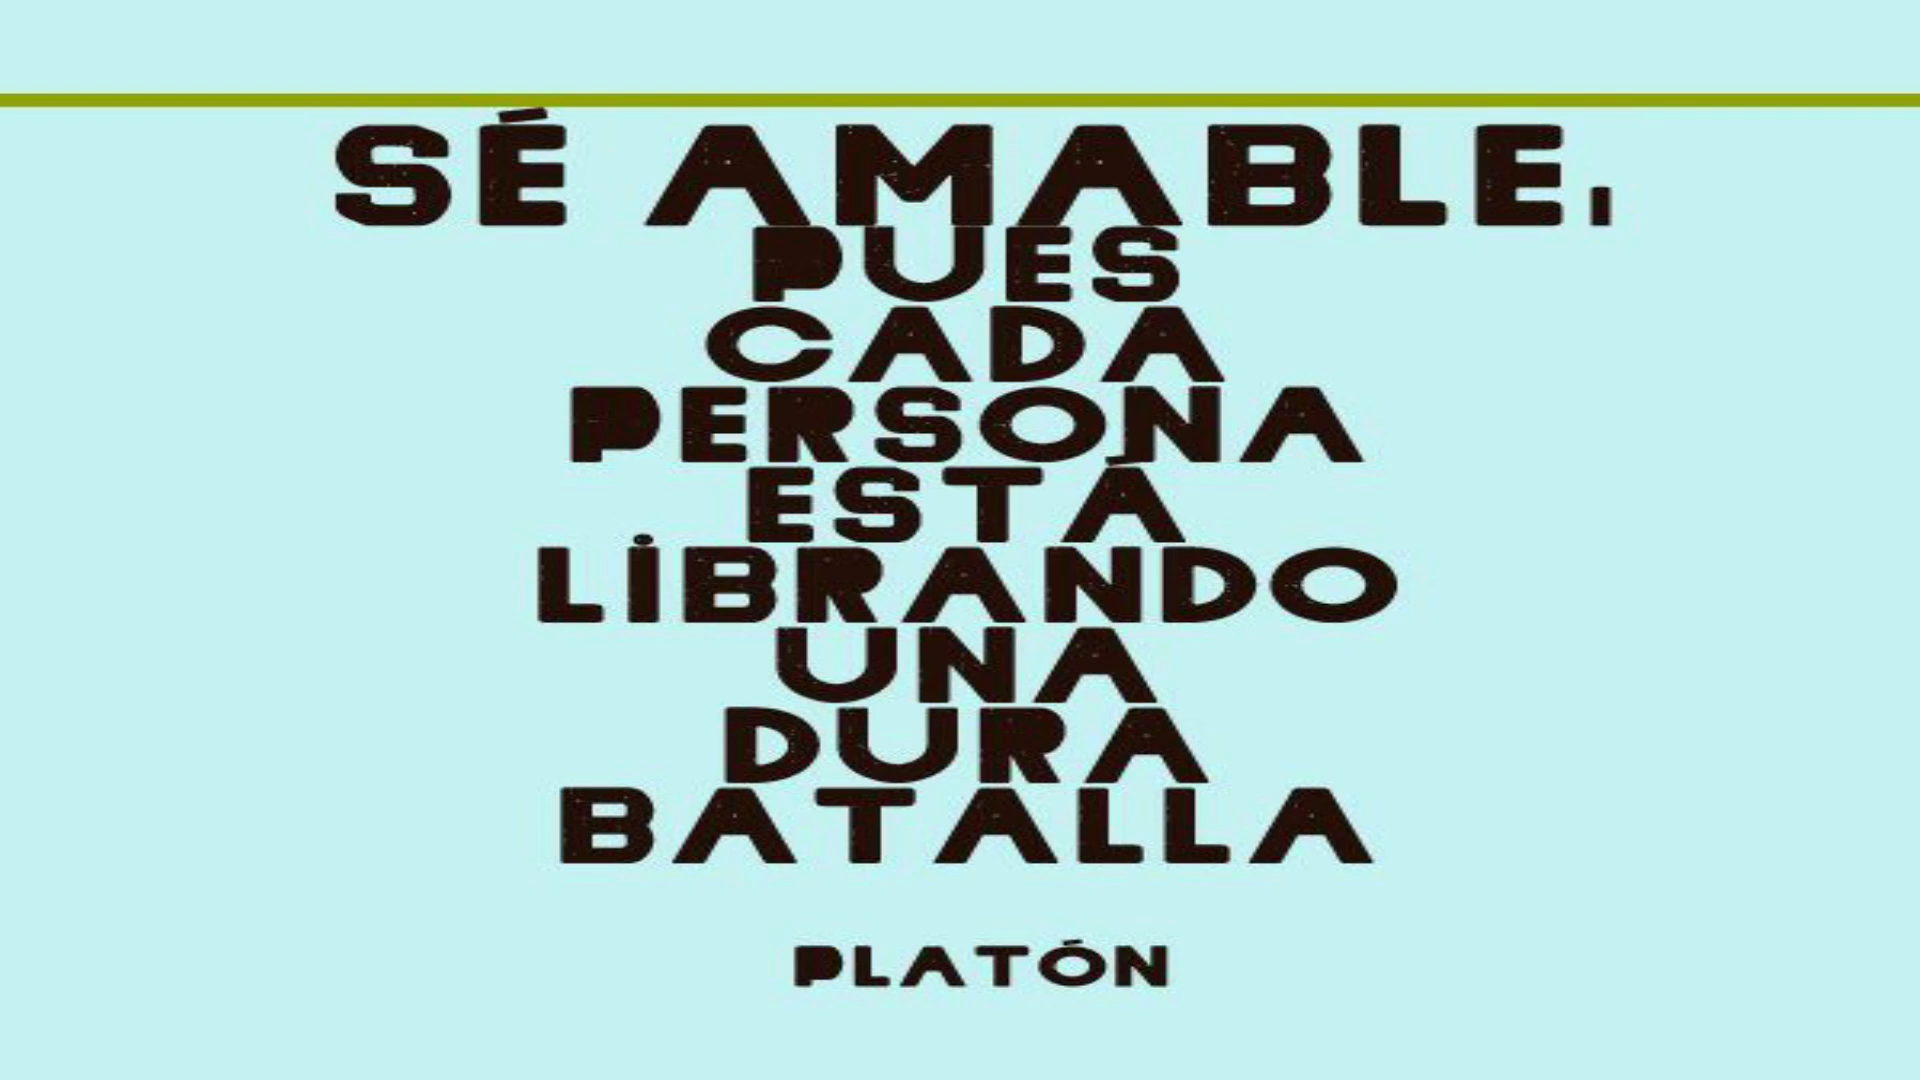 SÉ AMABLE,
PUES
CADA
PERSONA
ESTÁ
LIBRANDO
UNA
DURA
BATALLA
PLATÓN